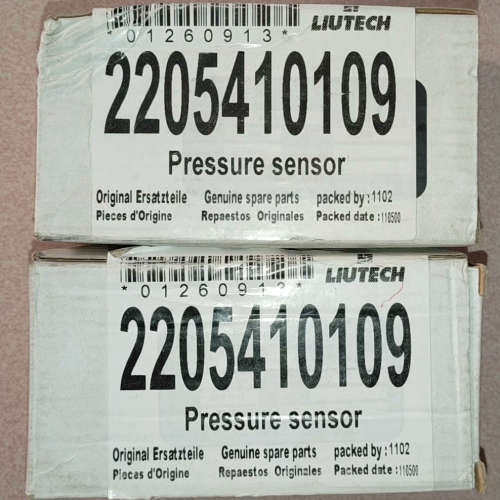 *01260913*
LIUTECH
2205410109
Pressure sensor
Original Ersatzteile Genuine spare parts packed by : 1102
Pieces d'Origine Repaestos Originales Packed date : 110500
*01260913*
LIUTECH
2205410109
Pressure sensor
Original Ersatzteile Genuine spare parts packed by : 1102
Pieces d'Origine Repaestos Originales Packed date : 110500